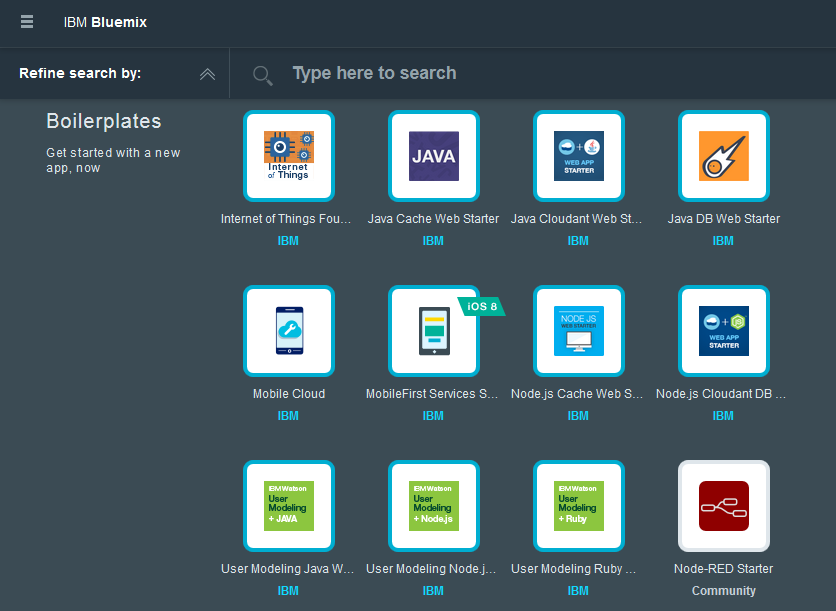 IBM Bluemix
Refine search by:
Type here to search
Boilerplates
Get started with a new
app, now
Internet
of Things
JAVA
WEB APP
STARTER
Internet of Things Fou...
Java Cache Web Starter
Java Cloudant Web St...
Java DB Web Starter
IBM
IBM
IBM
IBM
iOS 8
NODE JS
WEB STARTER
WEB APP
STARTER
Mobile Cloud
MobileFirst Services S...
Node.js Cache Web S...
Node.js Cloudant DB ...
IBM
IBM
IBM
IBM
IBM Watson
User
Modeling
+ JAVA
IBM Watson
User
Modeling
+ Node.js
IBM Watson
User
Modeling
+ Ruby
User Modeling Java W...
User Modeling Node.j...
User Modeling Ruby ...
Node-RED Starter
IBM
IBM
IBM
Community